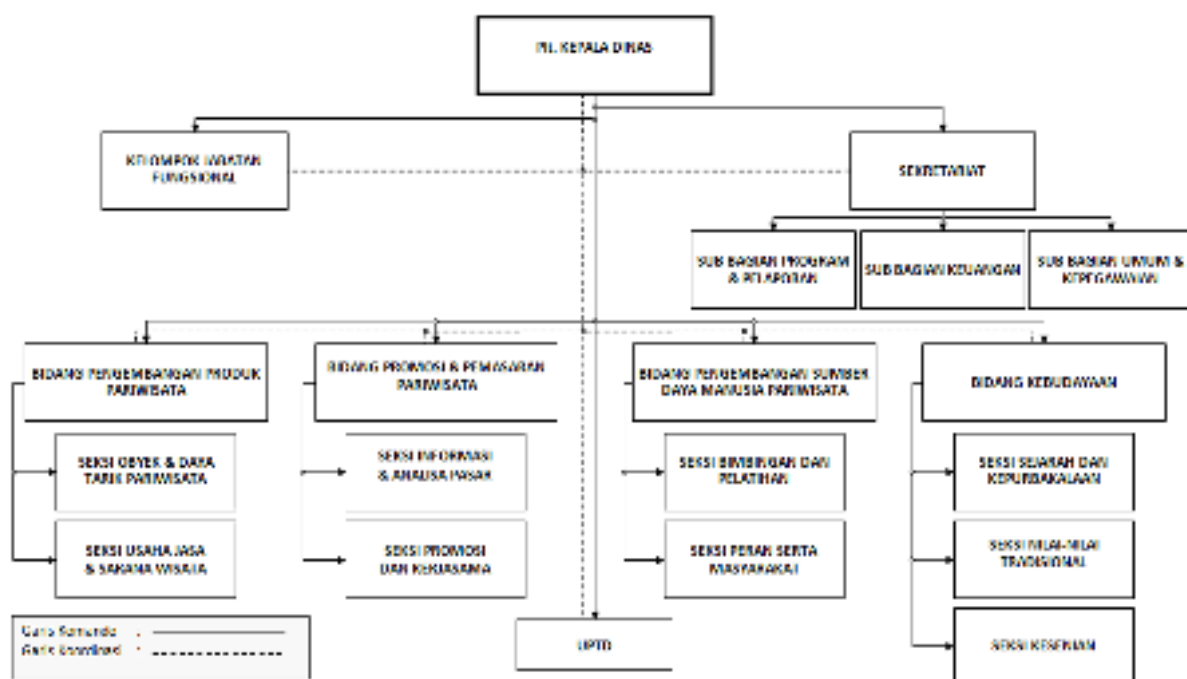 KEPALA DINAS
KELOMPOK JABATAN
FUNGSIONAL
SEKRETARIAT
SUB BAGIAN PROGRAM
& PELAPORAN
SUB BAGIAN KEUANGAN
SUB BAGIAN UMUM &
KEPEGAWAIAN
BIDANG PENGEMBANGAN PRODUK
PARIWISATA
BIDANG PROMOSI & PEMASARAN
PARIWISATA
BIDANG PENGEMBANGAN SUMBER
DAYA MANUSIA PARIWISATA
BIDANG KEBUDAYAAN
SEKSI OBYEK & DAYA
TARIK PARIWISATA
SEKSI INFORMASI
& ANALISA PASAR
SEKSI BIMBINGAN DAN
PELATIHAN
SEKSI SEJARAH DAN
KEPURBAKALAAN
SEKSI USAHA JASA
& SARANA WISATA
SEKSI PROMOSI
DAN KERJASAMA
SEKSI PERAN SERTA
MASYARAKAT
SEKSI NILAI-NILAI
TRADISIONAL
UPTD
SEKSI KESENIAN
Garis Komando :
Garis Koordinasi :